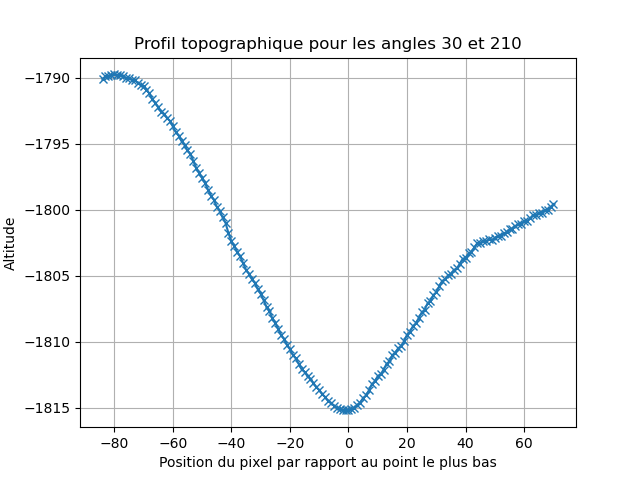 Profil topographique pour les angles 30 et 210
Altitude
−1790
−1795
−1800
−1805
−1810
−1815
−80 −60 −40 −20 0 20 40 60
Position du pixel par rapport au point le plus bas